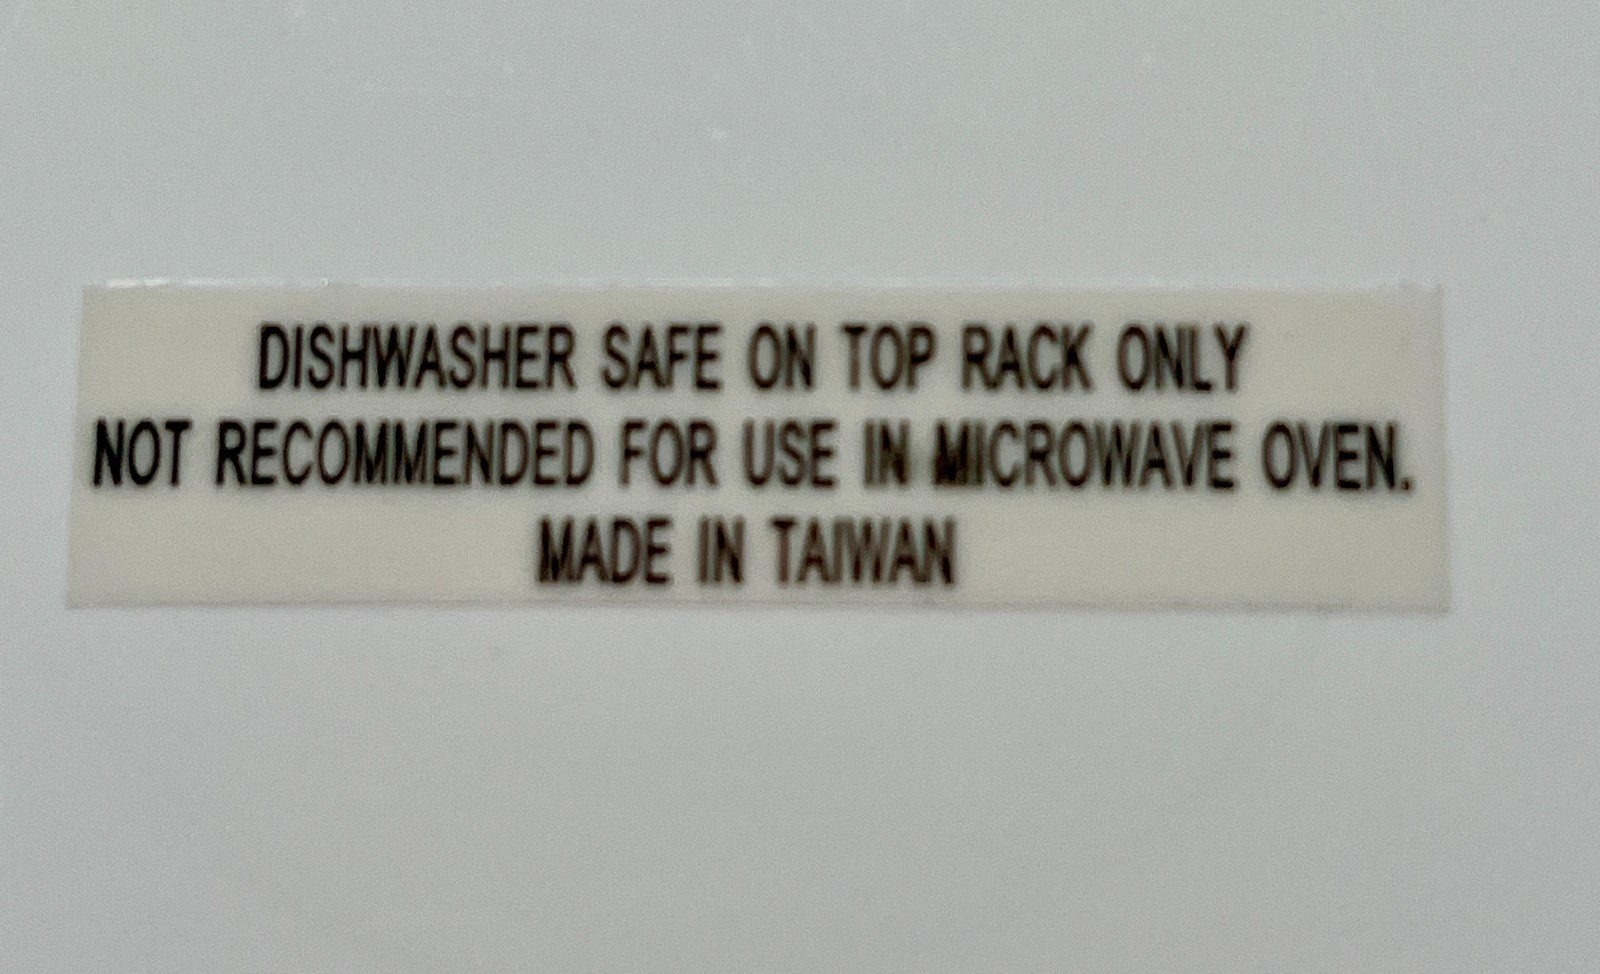 DISHWASHER SAFE ON TOP RACK ONLY
NOT RECOMMENDED FOR USE IN MICROWAVE OVEN.
MADE IN TAIWAN